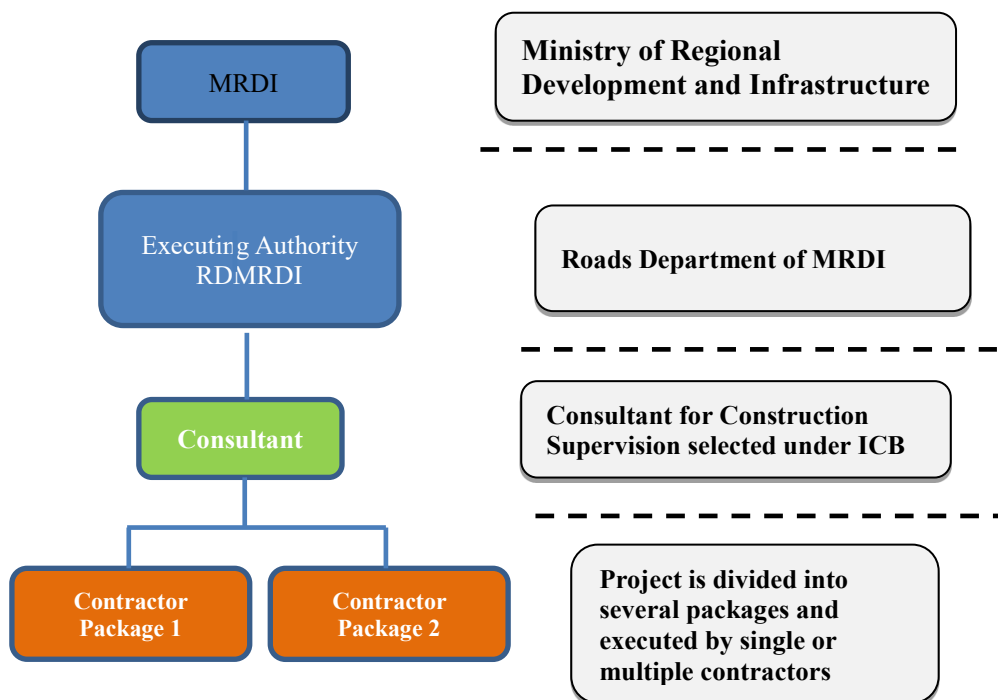 MRDI
Ministry of Regional
Development and Infrastructure
Executing Authority
RDMRDI
Roads Department of MRDI
Consultant
Consultant for Construction
Supervision selected under ICB
Contractor
Package 1
Contractor
Package 2
Project is divided into
several packages and
executed by single or
multiple contractors